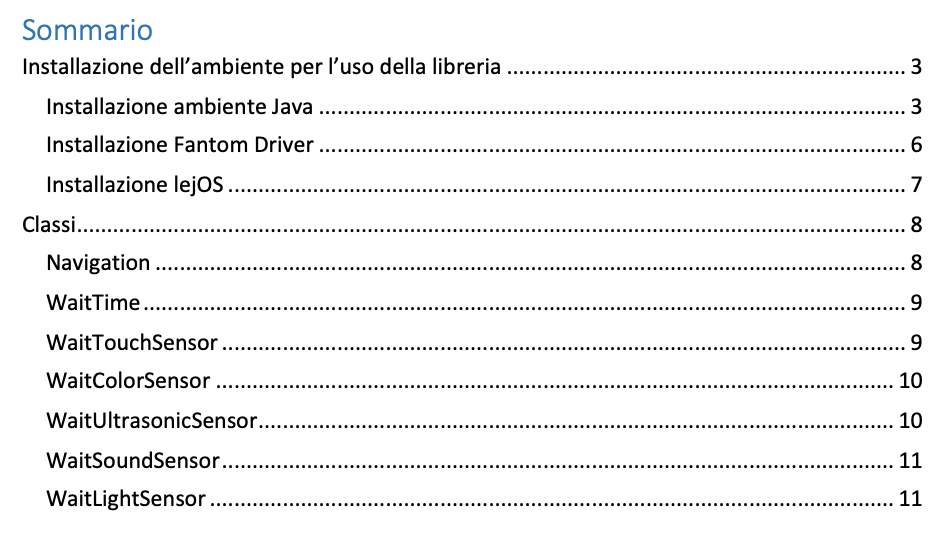 Sommario
Installazione dell’ambiente per l’uso della libreria ........................................................ 3
Installazione ambiente Java ................................................................................... 3
Installazione Fantom Driver ................................................................................... 6
Installazione lejOS ................................................................................................ 7
Classi..................................................................................................................... 8
Navigation ........................................................................................................... 8
WaitTime ............................................................................................................. 9
WaitTouchSensor ................................................................................................. 9
WaitColorSensor ................................................................................................ 10
WaitUltrasonicSensor.......................................................................................... 10
WaitSoundSensor................................................................................................ 11
WaitLightSensor ................................................................................................. 11